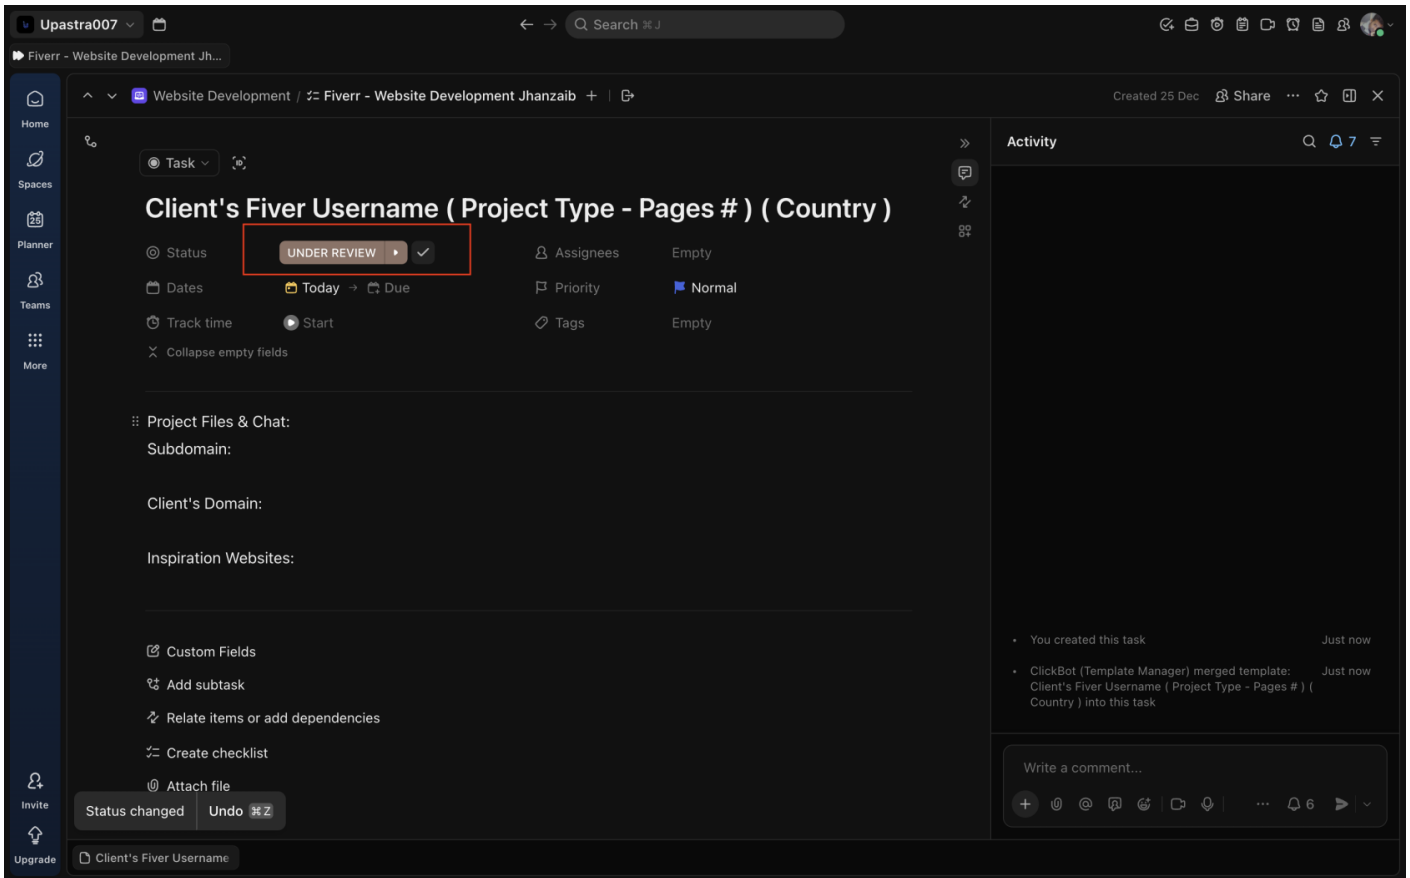 Upastra007
Search ⌘J
Fiverr - Website Development Jh...
Website Development / Fiverr - Website Development Jhanzaib
Created 25 Dec
Share
Home
Spaces
25
Planner
Teams
More
Invite
Upgrade
Task
Client's Fiver Username ( Project Type - Pages # ) ( Country )
Status
UNDER REVIEW
Assignees
Empty
Dates
Today → Due
Priority
Normal
Track time
Start
Tags
Empty
Collapse empty fields
Project Files & Chat:
Subdomain:
Client's Domain:
Inspiration Websites:
Custom Fields
Add subtask
Relate items or add dependencies
Create checklist
Attach file
Status changed
Undo ⌘Z
Client's Fiver Username
Activity
7
• You created this task
Just now
• ClickBot (Template Manager) merged template:
Just now
Client's Fiver Username ( Project Type - Pages # ) (
Country ) into this task
Write a comment...
6